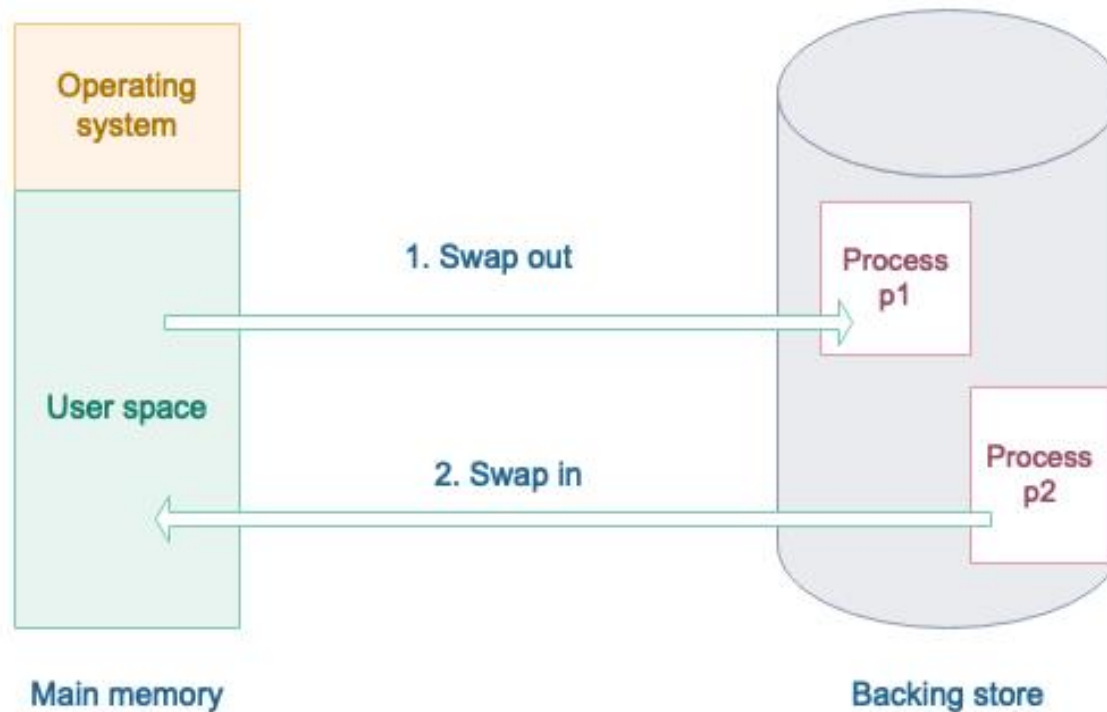 Operating
system
1. Swap out
Process
p1
User space
2. Swap in
Process
p2
Main memory
Backing store